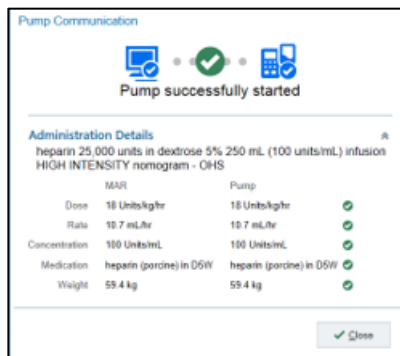 Pump Communication
Pump successfully started
Administration Details
heparin 25,000 units in dextrose 5% 250 mL (100 units/mL) infusion
HIGH INTENSITY nomogram - OHS
MAR Pump
Dose 18 Units/kg/hr 18 Units/kg/hr
Rate 10.7 mL/hr 10.7 mL/hr
Concentration 100 Units/mL 100 Units/mL
Medication heparin (porcine) in D5W heparin (porcine) in D5W
Weight 59.4 kg 59.4 kg
Close